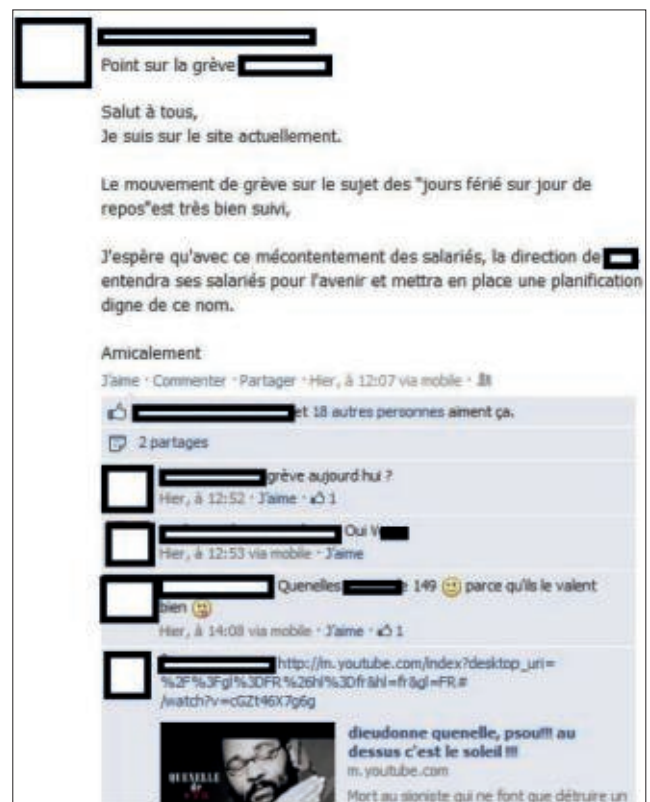 Point sur la grève
Salut à tous,
Je suis sur le site actuellement.
Le mouvement de grève sur le sujet des "jours férié sur jour de
repos"est très bien suivi,
J'espère qu'avec ce mécontentement des salariés, la direction de
entendra ses salariés pour l'avenir et mettra en place une planification
digne de ce nom.
Amicalement
J'aime · Commenter · Partager · Hier, à 12:07 via mobile ·
et 18 autres personnes aiment ça.
2 partages
grève aujourd hui ?
Hier, à 12:52 · J'aime · 1
Oui
Hier, à 12:53 via mobile · J'aime
Quenelles 149 parce qu'ils le valent
bien
Hier, à 14:08 via mobile · J'aime · 1
http://m.youtube.com/index?desktop_uri=
%2F%3Fgl%3DFR%26hl%3Dfr&hl=fr&gl=FR#
/watch?v=cGZt46X7g6g
dieudonne quenelle, psou!!! au
dessus c'est le soleil !!!
m.youtube.com
Mort au sioniste qui ne font que détruire un
QUENELLE